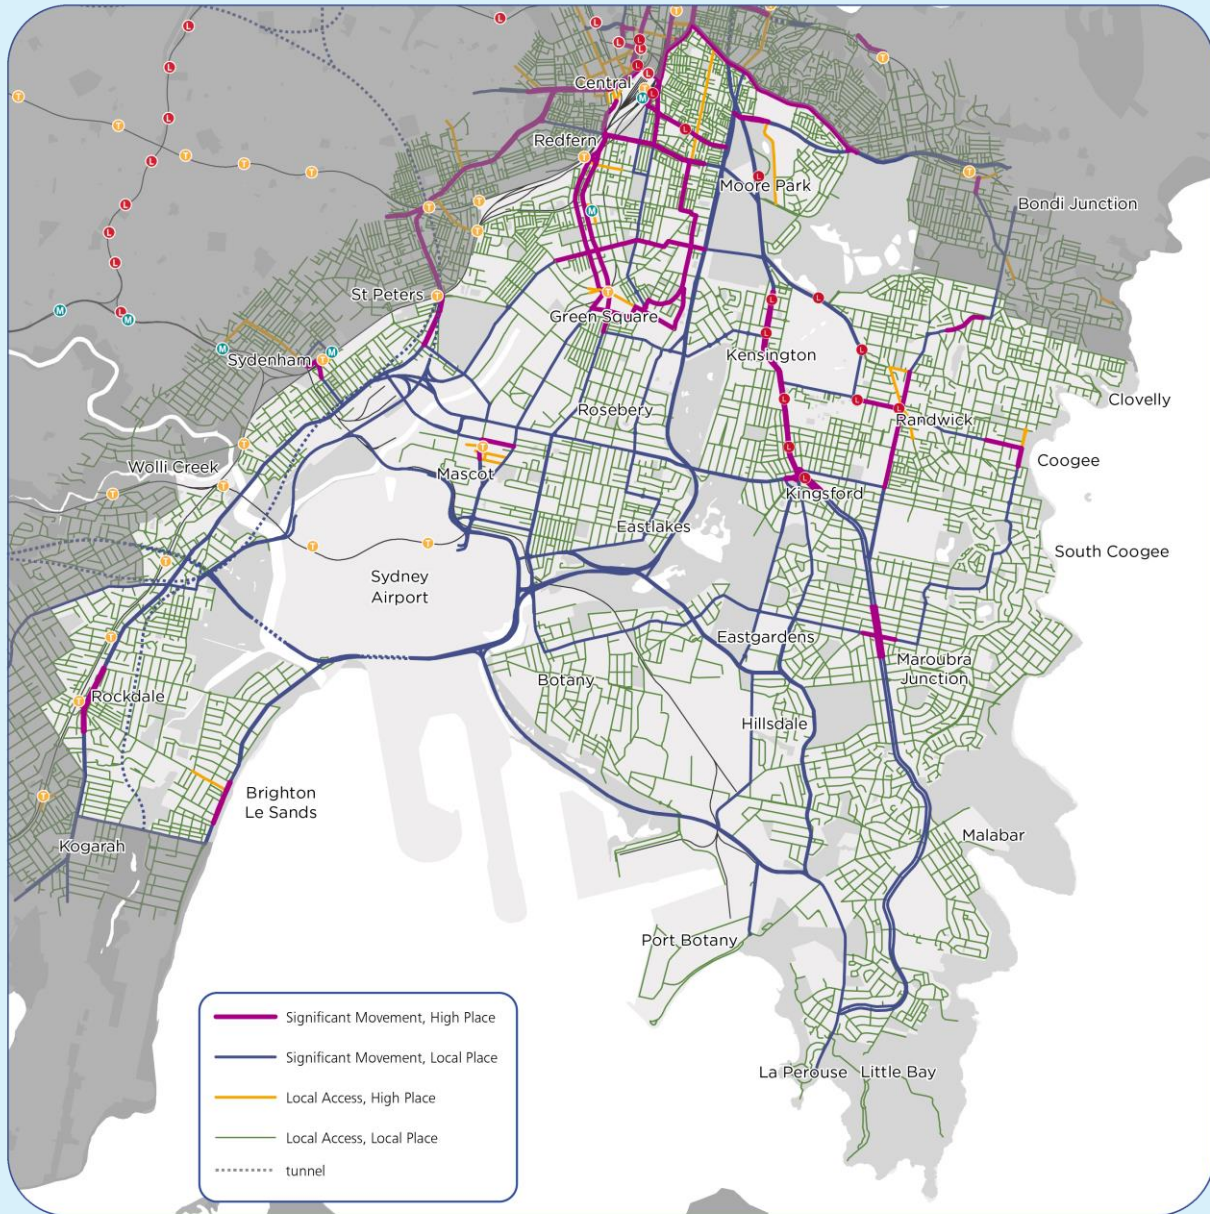 Central
Redfern
Moore Park
Bondi Junction
St Peters
Green Square
Sydenham
Kensington
Clovelly
Rosebery
Randwick
Wolli Creek
Mascot
Coogee
Kingsford
Eastlakes
South Coogee
Sydney
Airport
Eastgardens
Maroubra
Junction
Botany
Rockdale
Hillsdale
Brighton
Le Sands
Malabar
Kogarah
Port Botany
La Perouse
Little Bay
Significant Movement, High Place
Significant Movement, Local Place
Local Access, High Place
Local Access, Local Place
tunnel